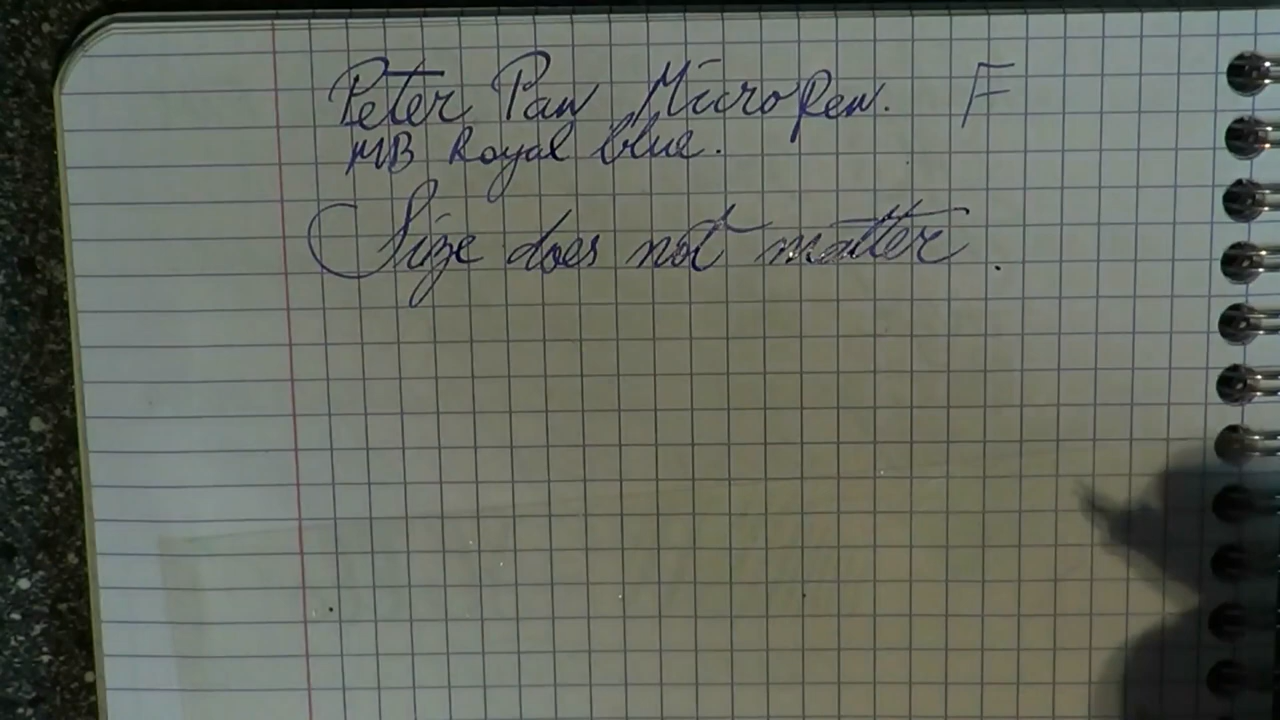 Peter Pan MicroPen. F
MB Royal blue.
Size does not matter.